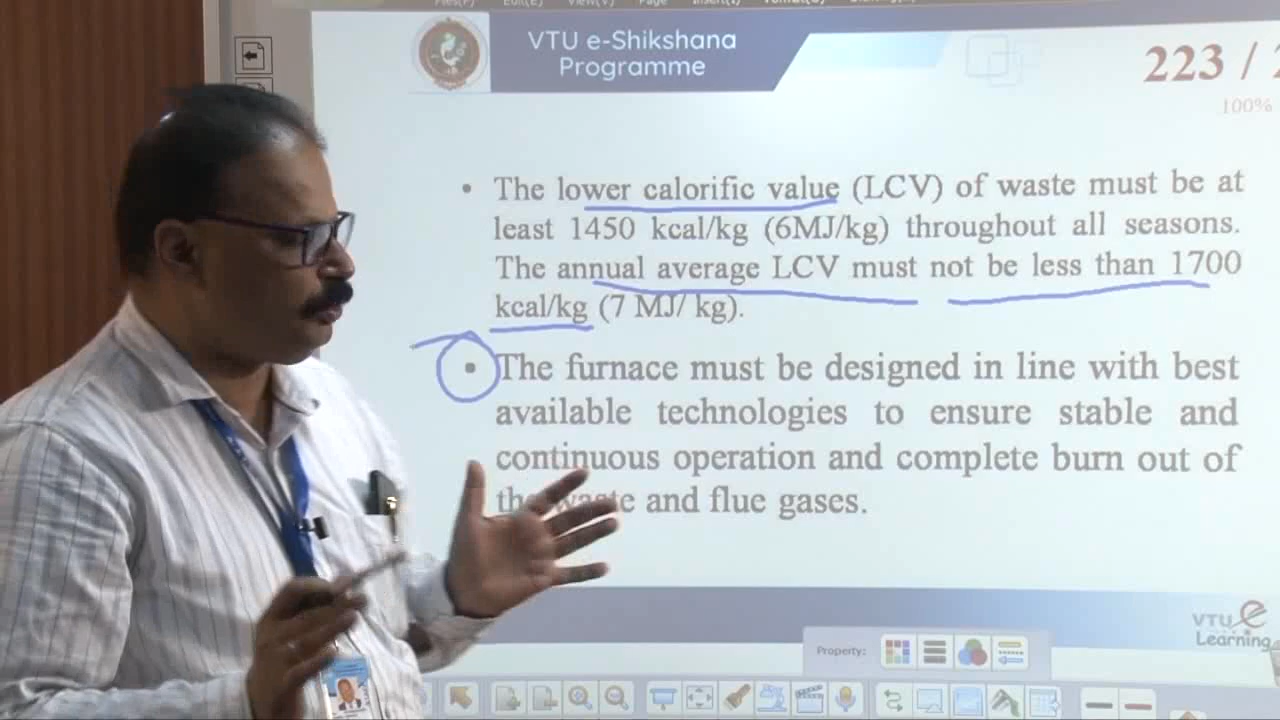 VTU e-Shikshana
Programme
223 /
100%
• The lower calorific value (LCV) of waste must be at
least 1450 kcal/kg (6MJ/kg) throughout all seasons.
The annual average LCV must not be less than 1700
kcal/kg (7 MJ/ kg).
• The furnace must be designed in line with best
available technologies to ensure stable and
continuous operation and complete burn out of
the waste and flue gases.
VTU e
Learning
Property: